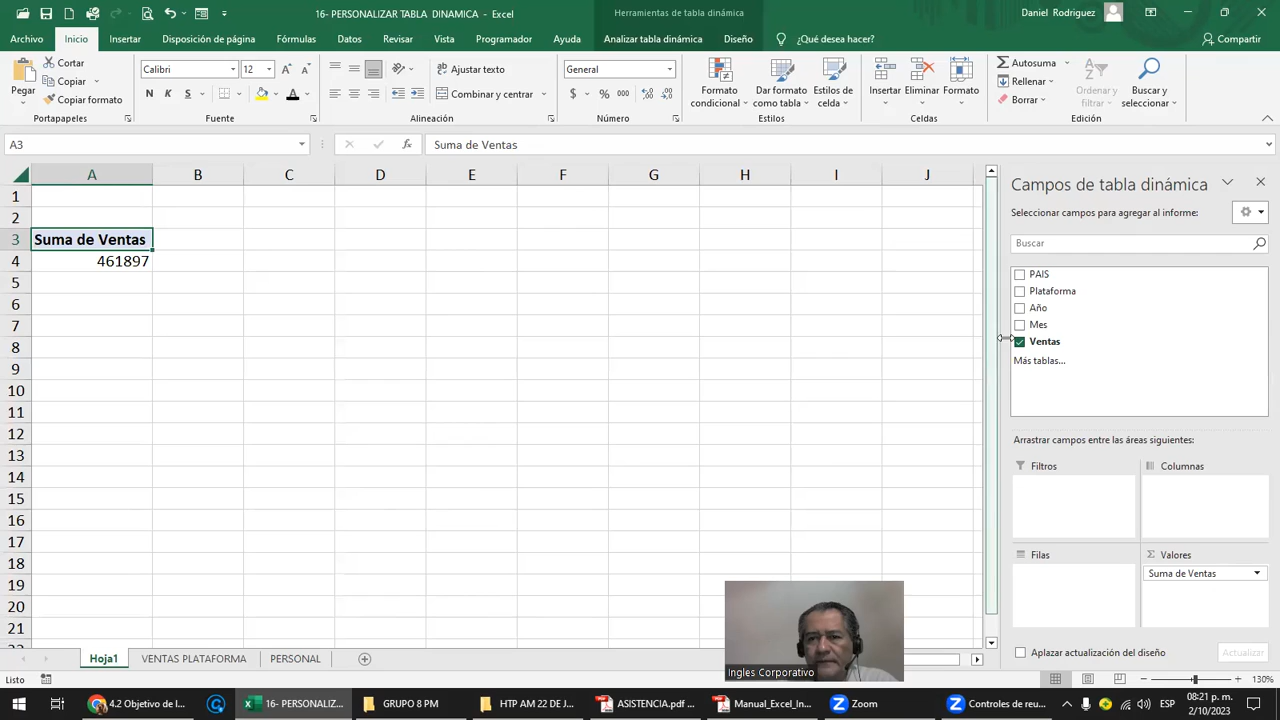 16- PERSONALIZAR TABLA DINAMICA - Excel
Herramientas de tabla dinámica
Daniel Rodriguez
Archivo Inicio Insertar Disposición de página Fórmulas Datos Revisar Vista Programador Ayuda Analizar tabla dinámica Diseño ¿Qué desea hacer? Compartir
Pegar
Cortar
Copiar
Copiar formato
Portapapeles
Calibri 12
N K S
Fuente
Ajustar texto
Combinar y centrar
Alineación
General
$ % 000
Número
Formato condicional
Dar formato como tabla
Estilos de celda
Estilos
Insertar Eliminar Formato
Celdas
Autosuma
Rellenar
Borrar
Ordenar y filtrar
Buscar y seleccionar
Edición
A3 fx Suma de Ventas
A B C D E F G H I J
1
2
3 Suma de Ventas
4 461897
5
6
7
8
9
10
11
12
13
14
15
16
17
18
19
20
21
Campos de tabla dinámica
Seleccionar campos para agregar al informe:
Buscar
PAIS
Plataforma
Año
Mes
Ventas
Más tablas...
Arrastrar campos entre las áreas siguientes:
Filtros
Columnas
Filas
Valores
Suma de Ventas
Aplazar actualización del diseño
Actualizar
Ingles Corporativo
Hoja1 VENTAS PLATAFORMA PERSONAL
Listo
130%
4.2 Objetivo de l...
16- PERSONALIZ...
GRUPO 8 PM
HTP AM 22 DE J...
ASISTENCIA.pdf ...
Manual_Excel_In...
Zoom
Controles de reu...
ESP
08:21 p. m.
2/10/2023